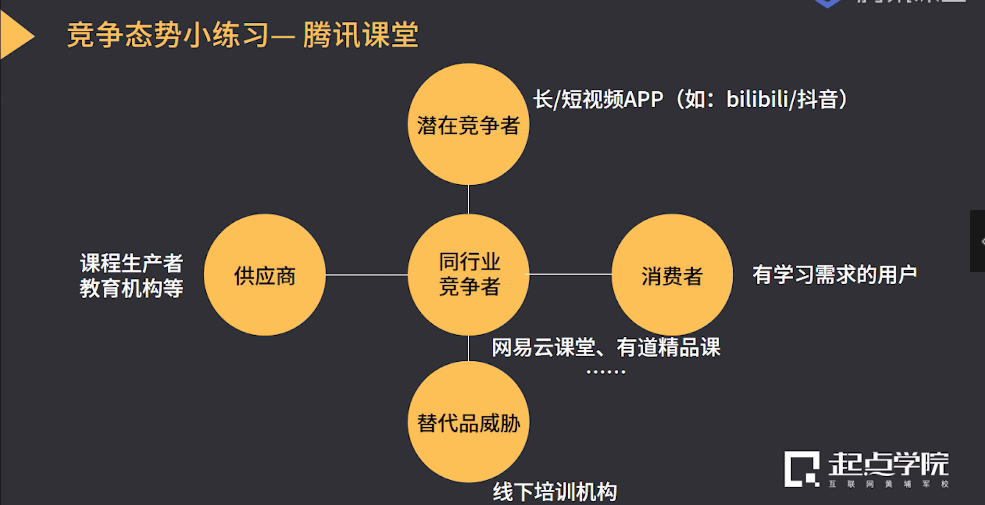 竞争态势小练习— 腾讯课堂
潜在竞争者
长/短视频APP（如：bilibili/抖音）
课程生产者
教育机构等
供应商
同行业
竞争者
消费者
有学习需求的用户
网易云课堂、有道精品课
……
替代品威胁
线下培训机构
起点学院
互联网黄埔军校